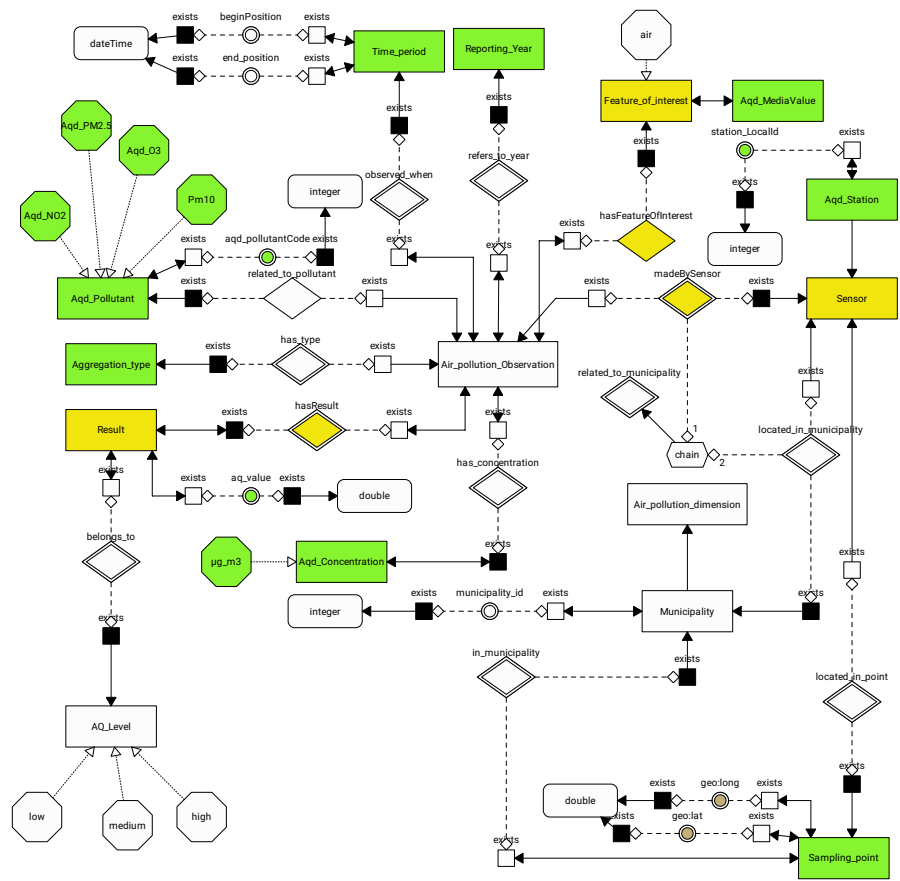 exists beginPosition exists
dateTime
Time_period
Reporting_Year
air
exists end_position exists
Feature_of_interest
Aqd_MediaValue
exists
exists
Aqd_PM2.5
Aqd_O3
exists
station_LocalId
exists
observed_when
refers_to_year
integer
exists
Aqd_NO2
Pm10
Aqd_Station
hasFeatureOfInterest
exists
exists aqd_pollutantCode exists
exists
exists
integer
exists related_to_pollutant exists
exists
madeBySensor
exists
Aqd_Pollutant
Sensor
has_type
exists
exists
Aggregation_type
Air_pollution_Observation
related_to_municipality
exists
hasResult
exists
exists
exists
Result
1
located_in_municipality
chain
2
exists
has_concentration
exists aq_value exists
double
Air_pollution_dimension
belongs_to
exists
exists
µg_m3
Aqd_Concentration
exists municipality_id exists
exists
integer
Municipality
exists
in_municipality
exists
located_in_point
AQ_Level
exists
exists geo:long exists
double
low
medium
high
exists geo:lat exists
exists
Sampling_point